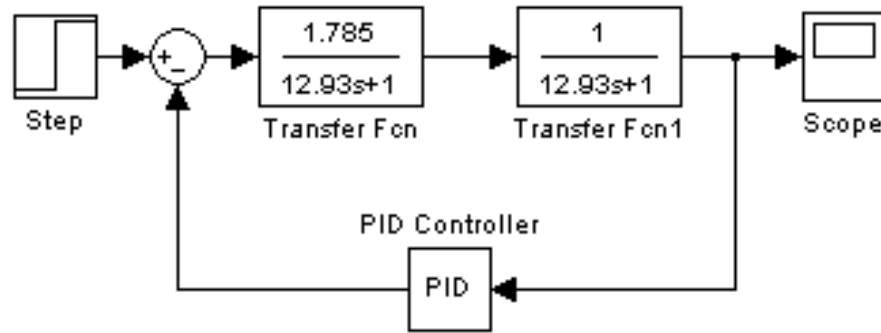 1.785
12.93s+1
1
12.93s+1
+
−
Step
Transfer Fcn
Transfer Fcn1
Scope
PID Controller
PID